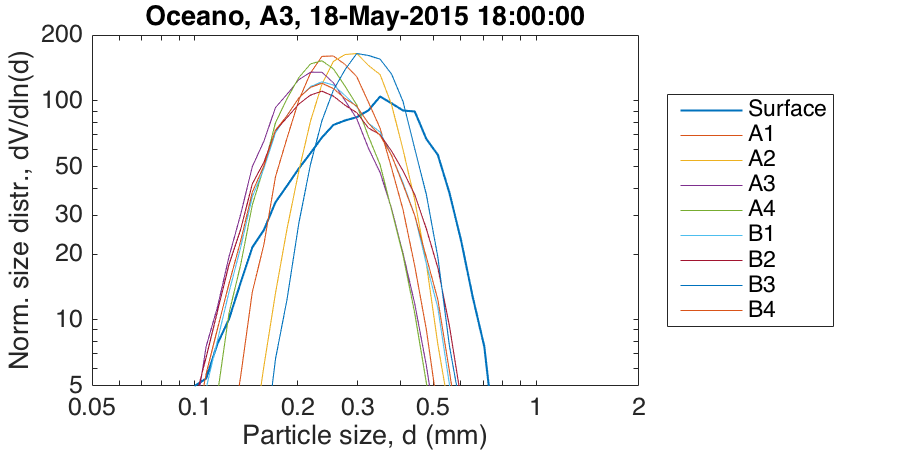 Oceano, A3, 18-May-2015 18:00:00
Norm. size distr., dV/dln(d)
200
100
50
30
20
10
5
0.05
0.1
0.2
0.3
0.5
1
2
Particle size, d (mm)
Surface
A1
A2
A3
A4
B1
B2
B3
B4